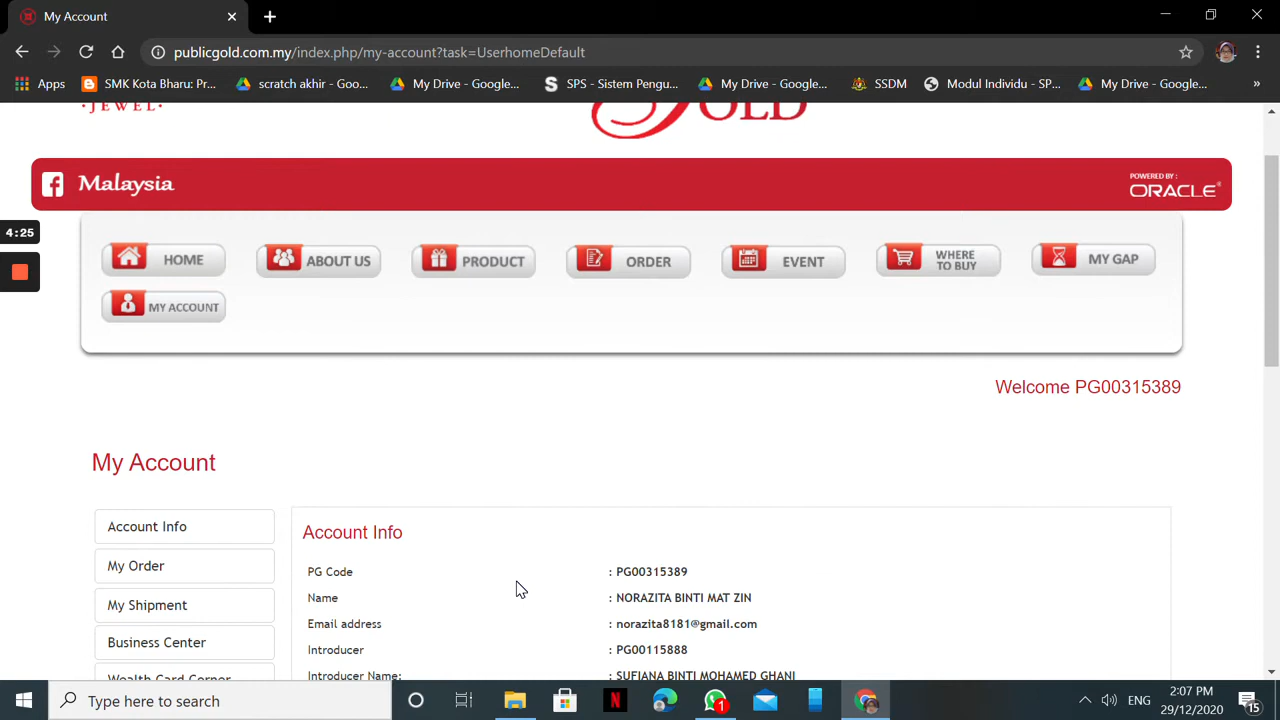 My Account
publicgold.com.my/index.php/my-account?task=UserhomeDefault
Apps SMK Kota Bharu: Pr... scratch akhir - Goo... My Drive - Google... SPS - Sistem Pengu... My Drive - Google... SSDM Modul Individu - SP... My Drive - Google... »
·JEWEL·
GOLD
Malaysia
POWERED BY :
ORACLE®
4:25
HOME ABOUT US PRODUCT ORDER EVENT WHERE TO BUY MY GAP
MY ACCOUNT
Welcome PG00315389
My Account
Account Info
My Order
My Shipment
Business Center
Wealth Card Corner
Account Info
PG Code : PG00315389
Name : NORAZITA BINTI MAT ZIN
Email address : norazita8181@gmail.com
Introducer : PG00115888
Introducer Name: : SUFIANA BINTI MOHAMED GHANI
Type here to search
1
ENG
2:07 PM
29/12/2020
15